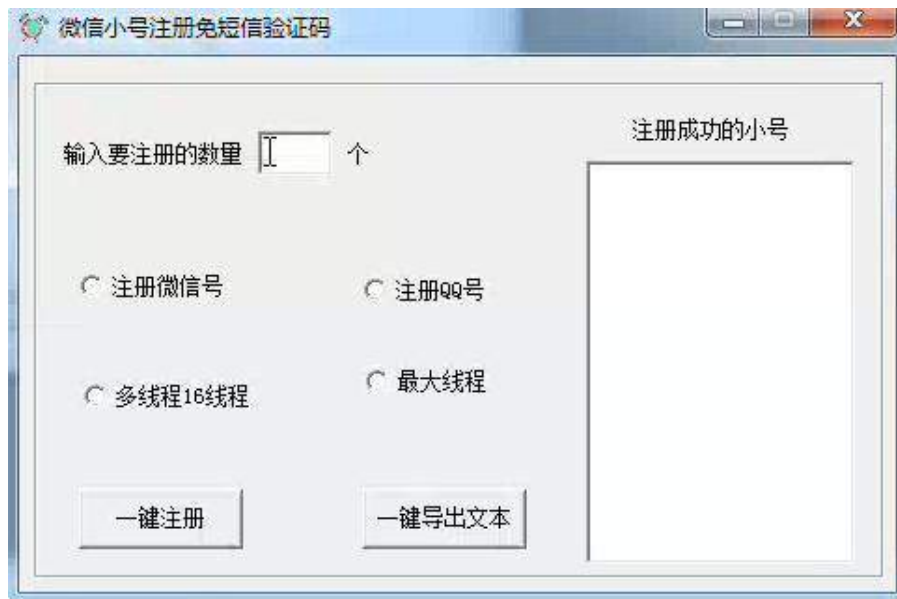 微信小号注册免短信验证码
输入要注册的数量 个
注册成功的小号
注册微信号
注册QQ号
多线程16线程
最大线程
一键注册
一键导出文本